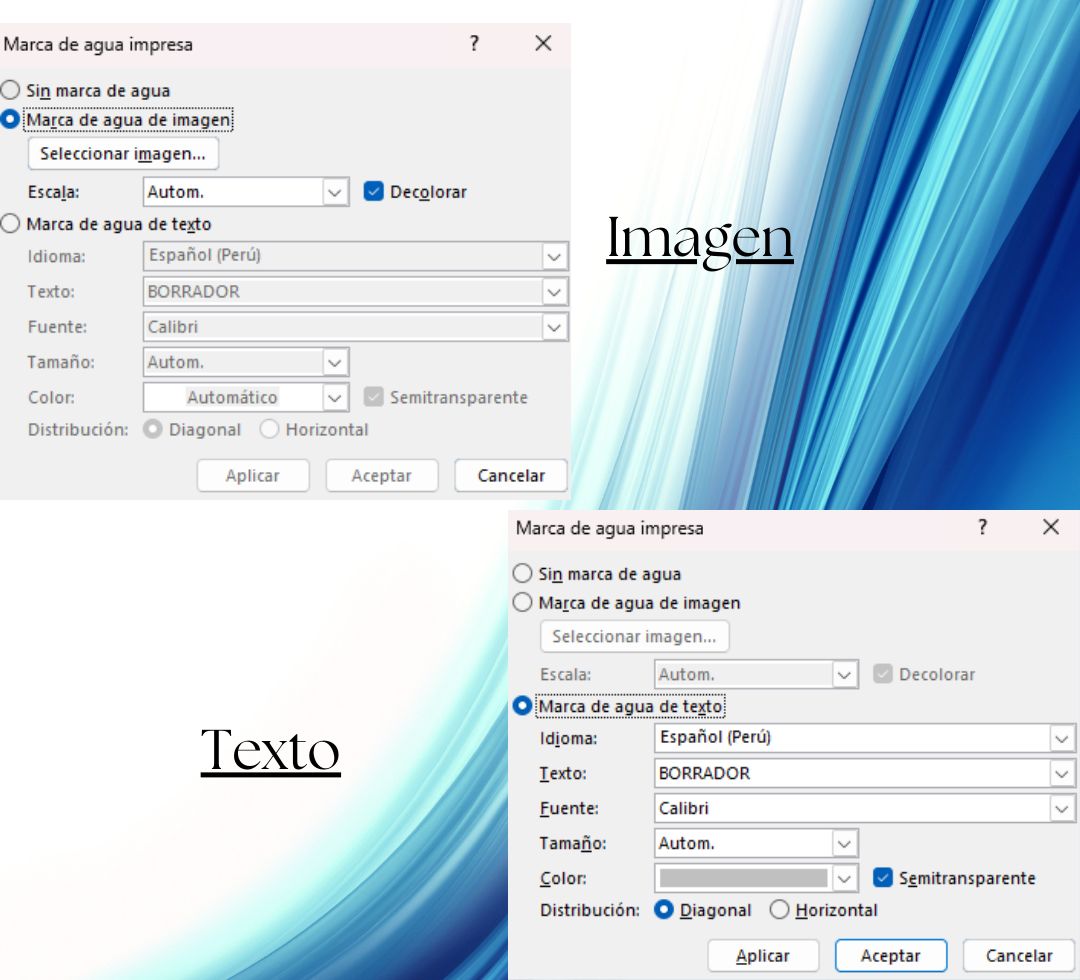 Marca de agua impresa ?
Sin marca de agua
Marca de agua de imagen
Seleccionar imagen...
Escala: Autom. Decolorar
Marca de agua de texto
Idioma: Español (Perú)
Texto: BORRADOR
Fuente: Calibri
Tamaño: Autom.
Color: Automático Semitransparente
Distribución: Diagonal Horizontal
Aplicar Aceptar Cancelar
Imagen
Texto
Marca de agua impresa ?
Sin marca de agua
Marca de agua de imagen
Seleccionar imagen...
Escala: Autom. Decolorar
Marca de agua de texto
Idioma: Español (Perú)
Texto: BORRADOR
Fuente: Calibri
Tamaño: Autom.
Color: Semitransparente
Distribución: Diagonal Horizontal
Aplicar Aceptar Cancelar